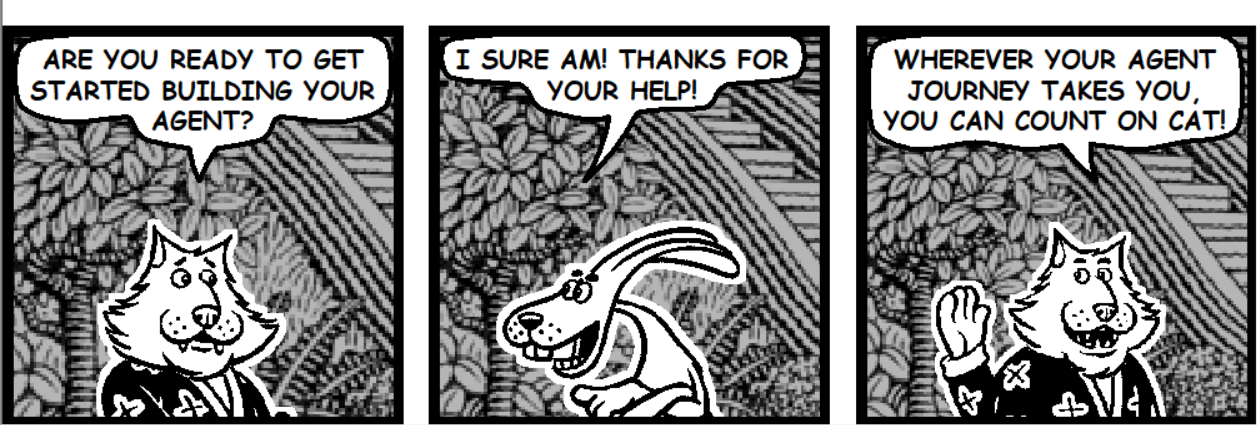 ARE YOU READY TO GET
STARTED BUILDING YOUR
AGENT?
I SURE AM! THANKS FOR
YOUR HELP!
WHEREVER YOUR AGENT
JOURNEY TAKES YOU,
YOU CAN COUNT ON CAT!